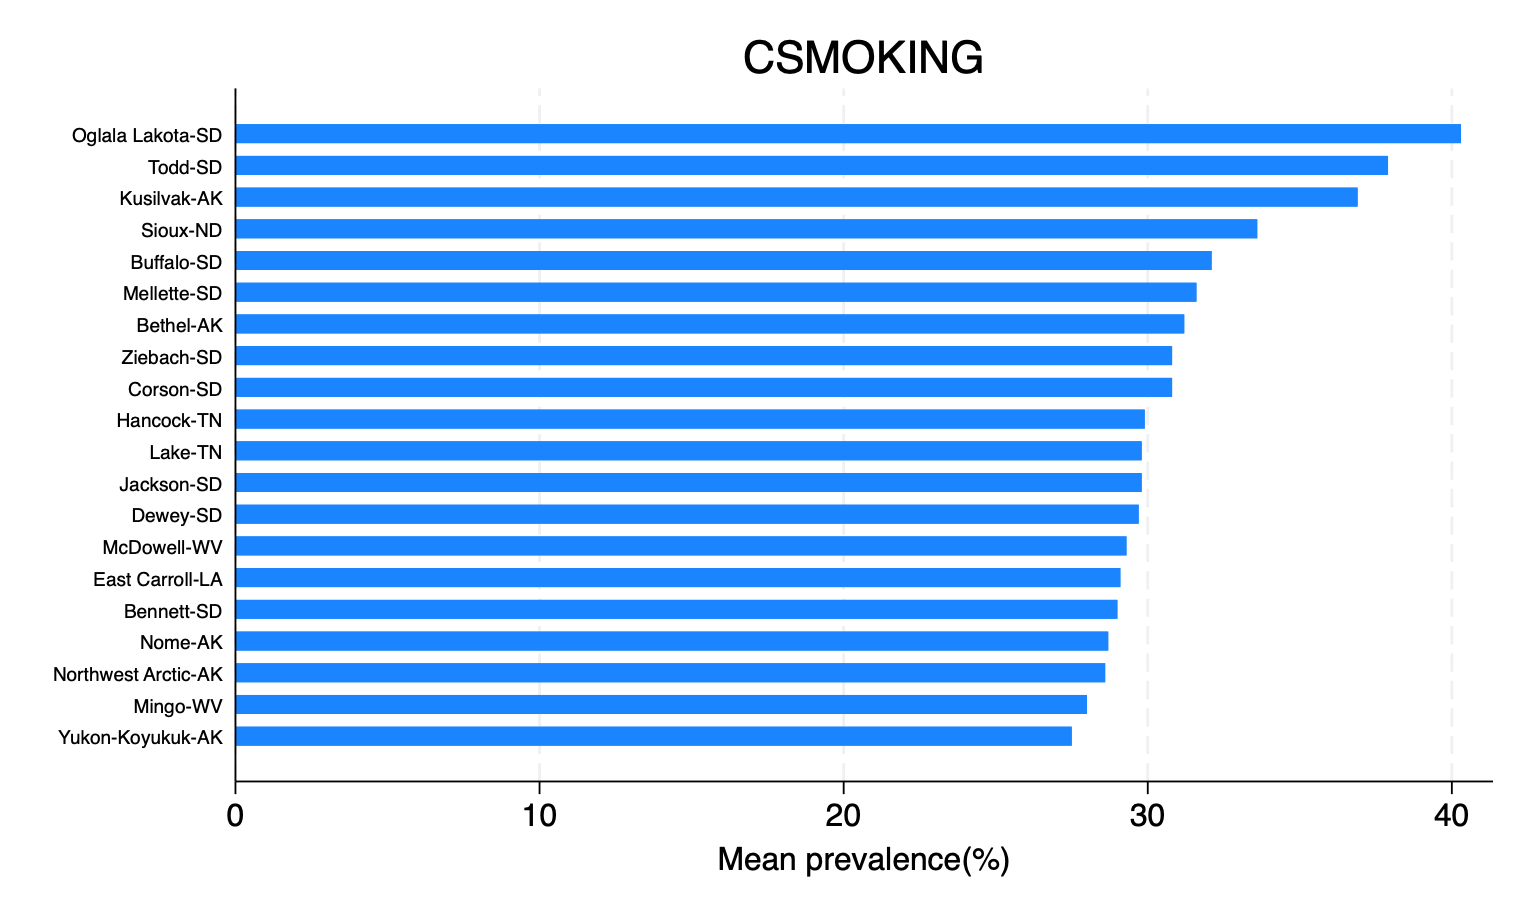 CSMOKING
Oglala Lakota-SD
Todd-SD
Kusilvak-AK
Sioux-ND
Buffalo-SD
Mellette-SD
Bethel-AK
Ziebach-SD
Corson-SD
Hancock-TN
Lake-TN
Jackson-SD
Dewey-SD
McDowell-WV
East Carroll-LA
Bennett-SD
Nome-AK
Northwest Arctic-AK
Mingo-WV
Yukon-Koyukuk-AK
0 10 20 30 40
Mean prevalence(%)